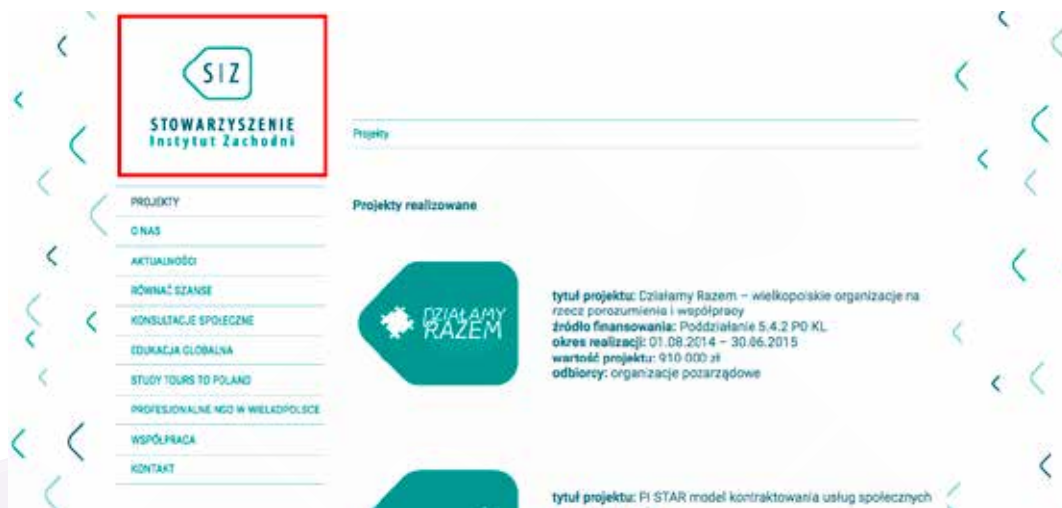 SIZ
STOWARZYSZENIE
Instytut Zachodni
Projekty
PROJEKTY
O NAS
AKTUALNOŚCI
RÓWNAĆ SZANSE
KONSULTACJE SPOŁECZNE
EDUKACJA GLOBALNA
STUDY TOURS TO POLAND
PROFESJONALNE NGO W WIELKOPOLSCE
WSPÓŁPRACA
KONTAKT
Projekty realizowane
DZIAŁAMY
RAZEM
tytuł projektu: Działamy Razem – wielkopolskie organizacje na
rzecz porozumienia i współpracy
źródło finansowania: Poddziałanie 5.4.2 PO KL
okres realizacji: 01.08.2014 – 30.06.2015
wartość projektu: 910 000 zł
odbiorcy: organizacje pozarządowe
tytuł projektu: PI STAR model kontraktowania usług społecznych